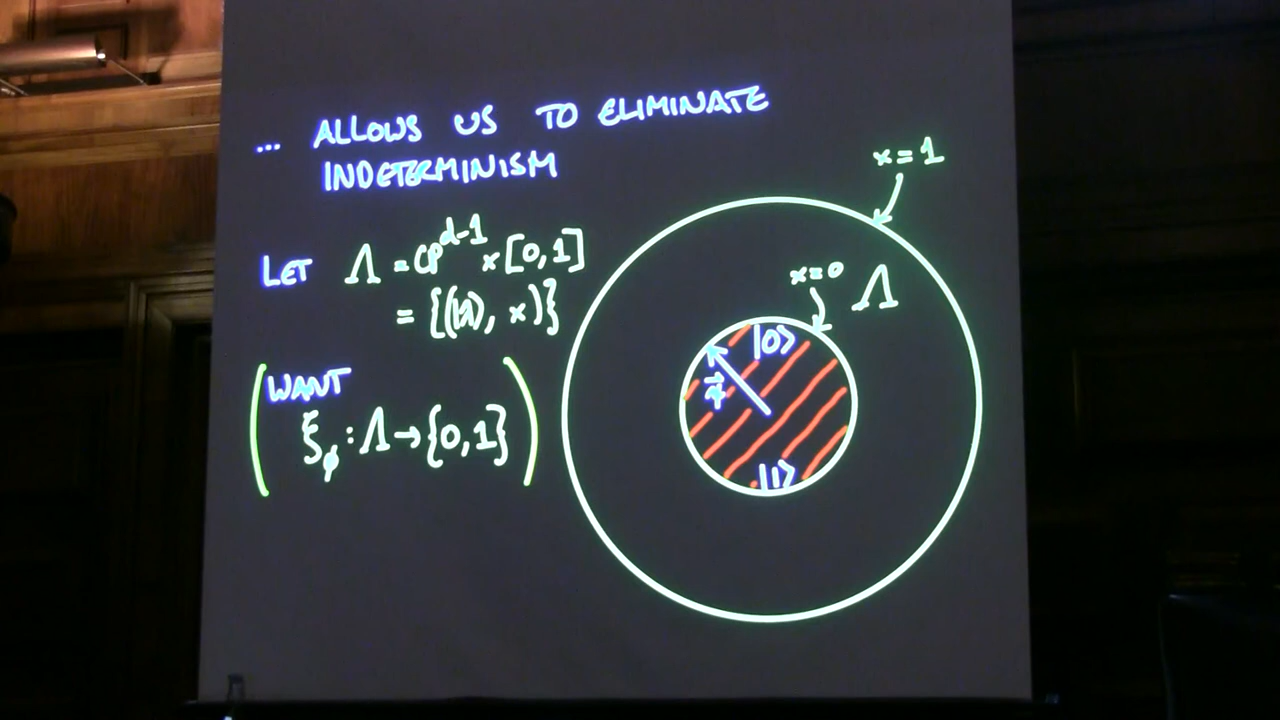 ... ALLOWS US TO ELIMINATE
INDETERMINISM
LET Λ = CP^{d-1} × [0,1]
= {(|λ⟩, x)}
(WANT
ξ_ϕ : Λ → {0,1})
x=1
x=0
Λ
|0⟩
|1⟩